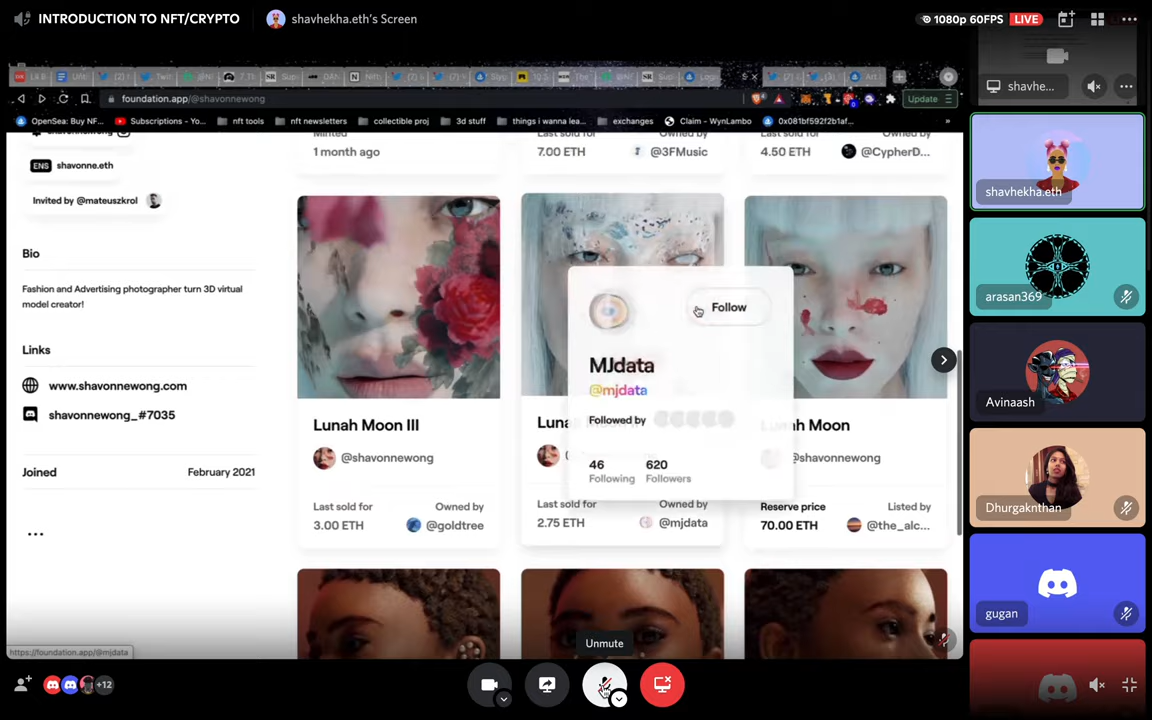 INTRODUCTION TO NFT/CRYPTO
shavhekha.eth's Screen
1080p 60FPS
LIVE
foundation.app/@shavonnewong
Update
OpenSea: Buy NF...
Subscriptions - Yo...
nft tools
nft newsletters
collectible proj
3d stuff
things i wanna lea...
exchanges
Claim - WynLambo
0x081bf592f2b1af...
»
ENS
shavonne.eth
Invited by @mateuszkrol
Bio
Fashion and Advertising photographer turn 3D virtual
model creator!
Links
www.shavonnewong.com
shavonnewong_#7035
Joined
February 2021
...
1 month ago
Last sold for
7.00 ETH
Owned by
@3FMusic
Last sold for
4.50 ETH
Owned by
@CypherD...
Lunah Moon III
@shavonnewong
Last sold for
3.00 ETH
Owned by
@goldtree
Follow
MJdata
@mjdata
Followed by
46
Following
620
Followers
Last sold for
2.75 ETH
Owned by
@mjdata
Lunah Moon
@shavonnewong
Reserve price
70.00 ETH
Listed by
@the_alc...
https://foundation.app/@mjdata
Unmute
+12
shavhe...
shavhekha.eth
arasan369
Avinaash
Dhurgaknthan
gugan